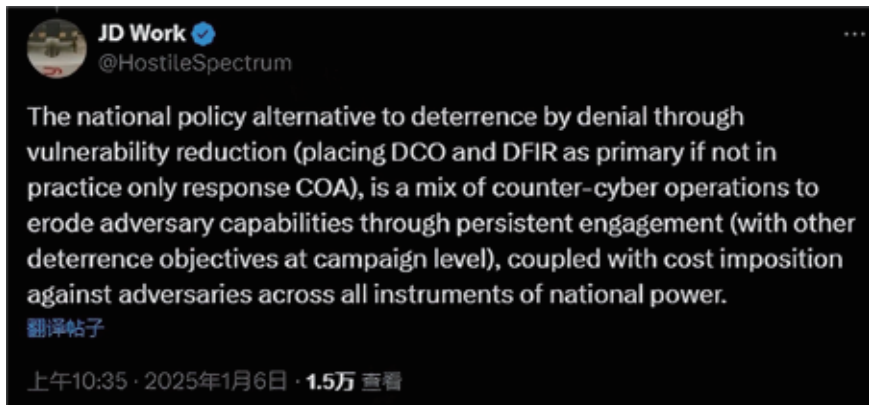 JD Work
@HostileSpectrum
The national policy alternative to deterrence by denial through
vulnerability reduction (placing DCO and DFIR as primary if not in
practice only response COA), is a mix of counter-cyber operations to
erode adversary capabilities through persistent engagement (with other
deterrence objectives at campaign level), coupled with cost imposition
against adversaries across all instruments of national power.
翻译帖子
上午10:35 · 2025年1月6日 · 1.5万 查看